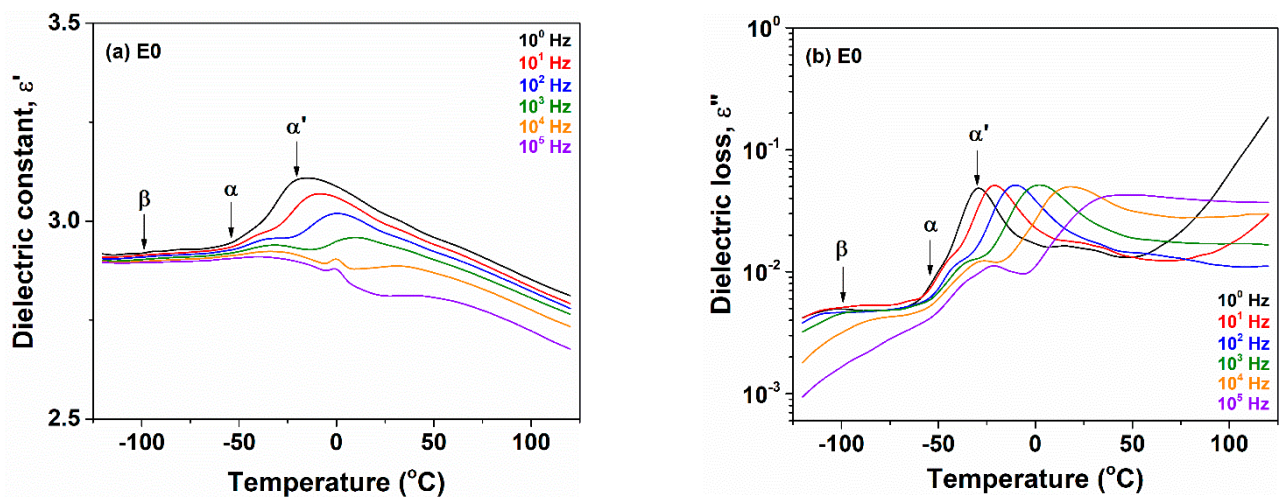 3.5
(a) E0
10⁰ Hz
10¹ Hz
10² Hz
10³ Hz
10⁴ Hz
10⁵ Hz
α'
3.0
β
α
2.5
-100 -50 0 50 100
Dielectric constant, ε'
Temperature (°C)
10⁰
(b) E0
10⁻¹
α'
α
10⁻²
β
10⁰ Hz
10¹ Hz
10² Hz
10³ Hz
10⁴ Hz
10⁵ Hz
10⁻³
-100 -50 0 50 100
Dielectric loss, ε"
Temperature (°C)